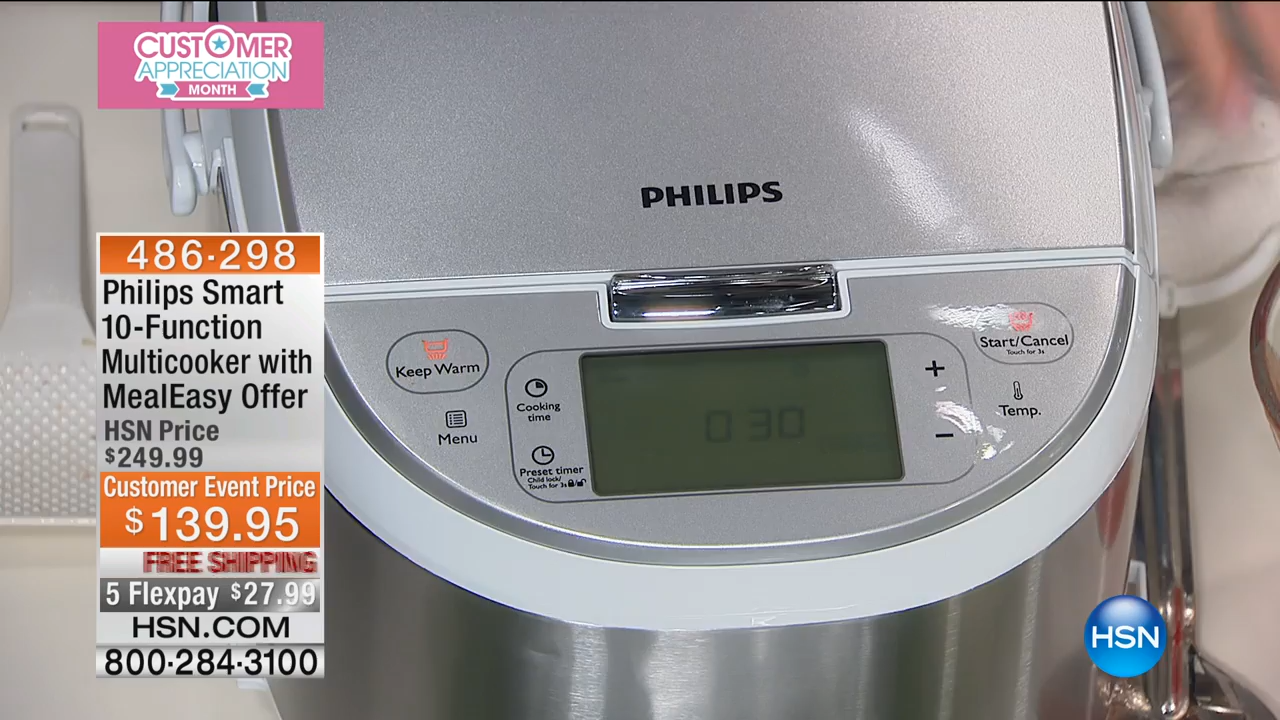 CUSTOMER
APPRECIATION
MONTH
486-298
Philips Smart
10-Function
Multicooker with
MealEasy Offer
HSN Price
$249.99
Customer Event Price
$139.95
FREE SHIPPING
5 Flexpay $27.99
HSN.COM
800-284-3100
PHILIPS
Keep Warm
Menu
Cooking
time
Preset timer
Child lock/
Touch for 3s
0 30
+
−
Start/Cancel
Touch for 3s
Temp.
HSN